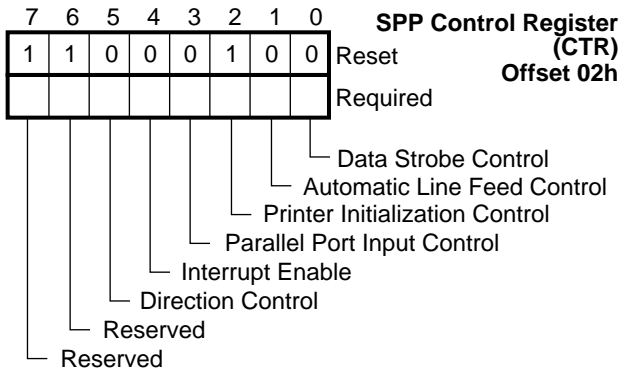 7 6 5 4 3 2 1 0
SPP Control Register
(CTR)
Offset 02h
1 1 0 0 0 1 0 0 Reset
Required
Data Strobe Control
Automatic Line Feed Control
Printer Initialization Control
Parallel Port Input Control
Interrupt Enable
Direction Control
Reserved
Reserved